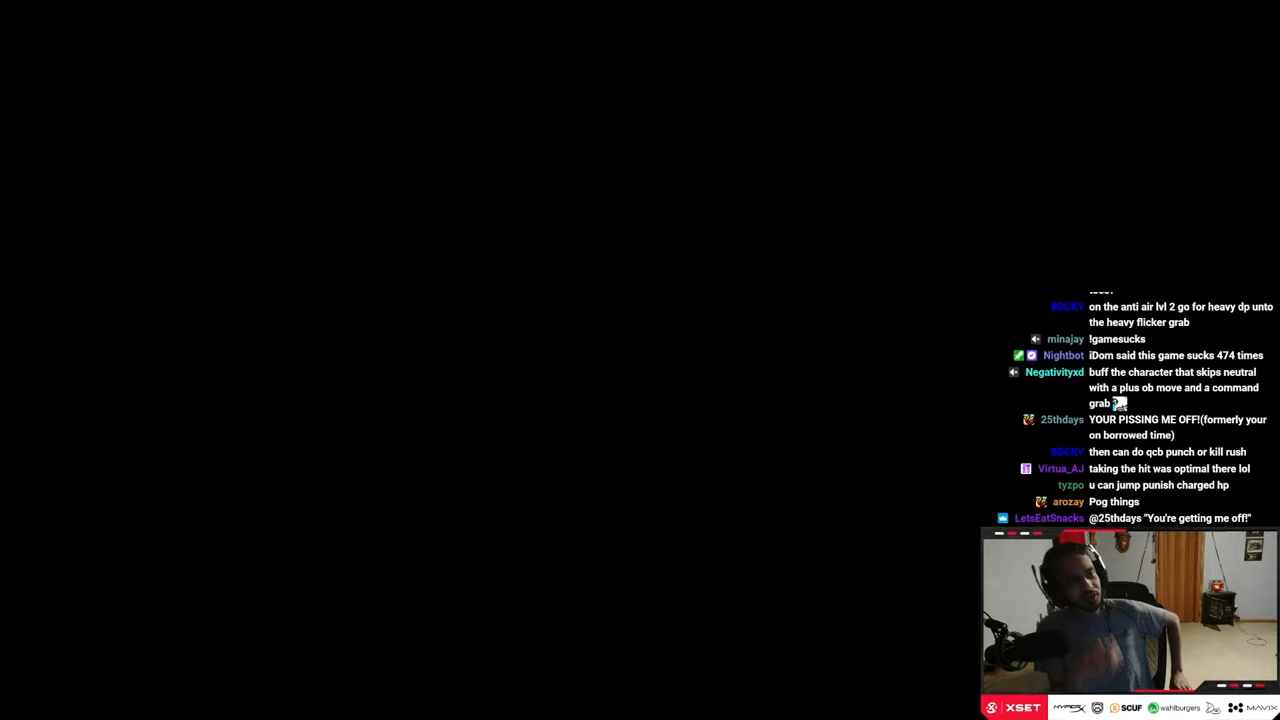 BDCKY on the anti air lvl 2 go for heavy dp unto
the heavy flicker grab
minajay !gamesucks
Nightbot iDom said this game sucks 474 times
Negativityxd buff the character that skips neutral
with a plus ob move and a command
grab
25thdays YOUR PISSING ME OFF!(formerly your
on borrowed time)
BDCKY then can do qcb punch or kill rush
Virtua_AJ taking the hit was optimal there lol
tyzpo u can jump punish charged hp
arozay Pog things
LetsEatSnacks @25thdays "You're getting me off!"
XSET HYPERX SCUF wahlburgers MAVIX